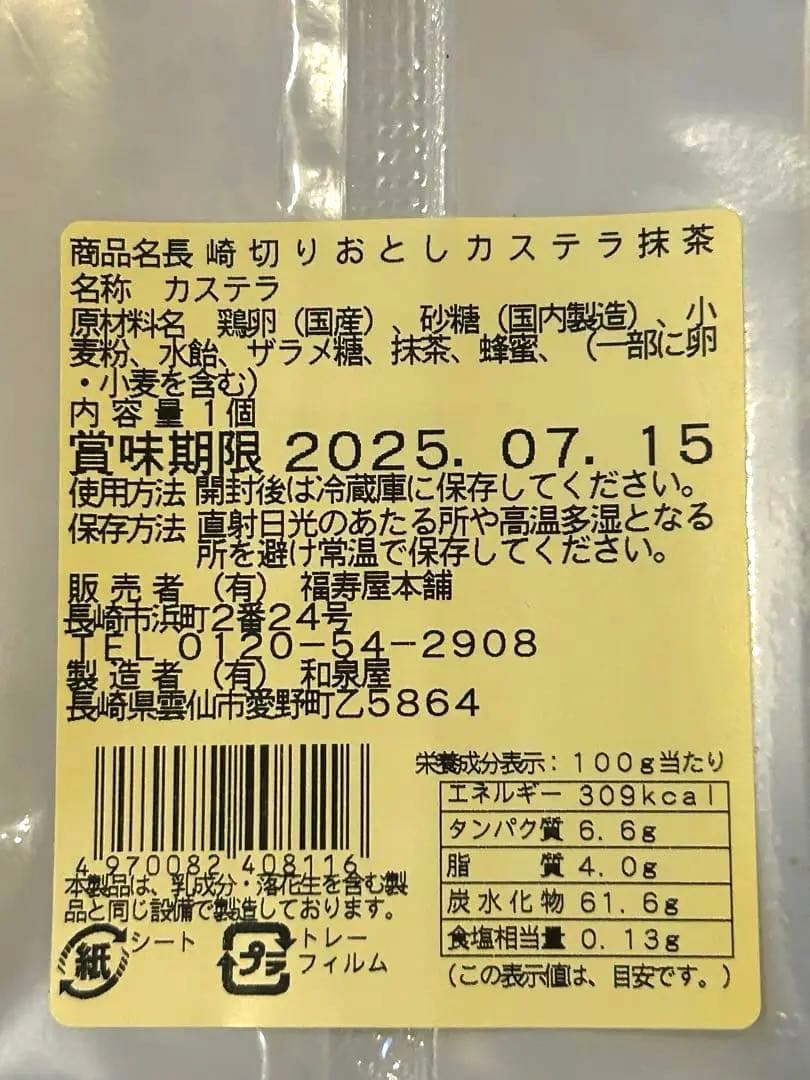 商品名長崎切りおとしカステラ抹茶
名称 カステラ
原材料名 鶏卵(国産)、砂糖(国内製造)、小
麦粉、水飴、ザラメ糖、抹茶、蜂蜜、(一部に卵
・小麦を含む)
内容量 1個
賞味期限 2025. 07. 15
使用方法 開封後は冷蔵庫に保存してください。
保存方法 直射日光のあたる所や高温多湿となる
所を避け常温で保存してください。
販売者 (有) 福寿屋本舗
長崎市浜町2番24号
TEL 0120-54-2908
製造者 (有) 和泉屋
長崎県雲仙市愛野町乙5864
4 970082 408116
本製品は、乳成分・落花生を含む製
品と同じ設備で製造しております。
紙 シート
プラ トレー
フィルム
栄養成分表示:100g当たり
エネルギー 309kcal
タンパク質 6.6g
脂質 4.0g
炭水化物 61.6g
食塩相当量 0.13g
(この表示値は、目安です。)